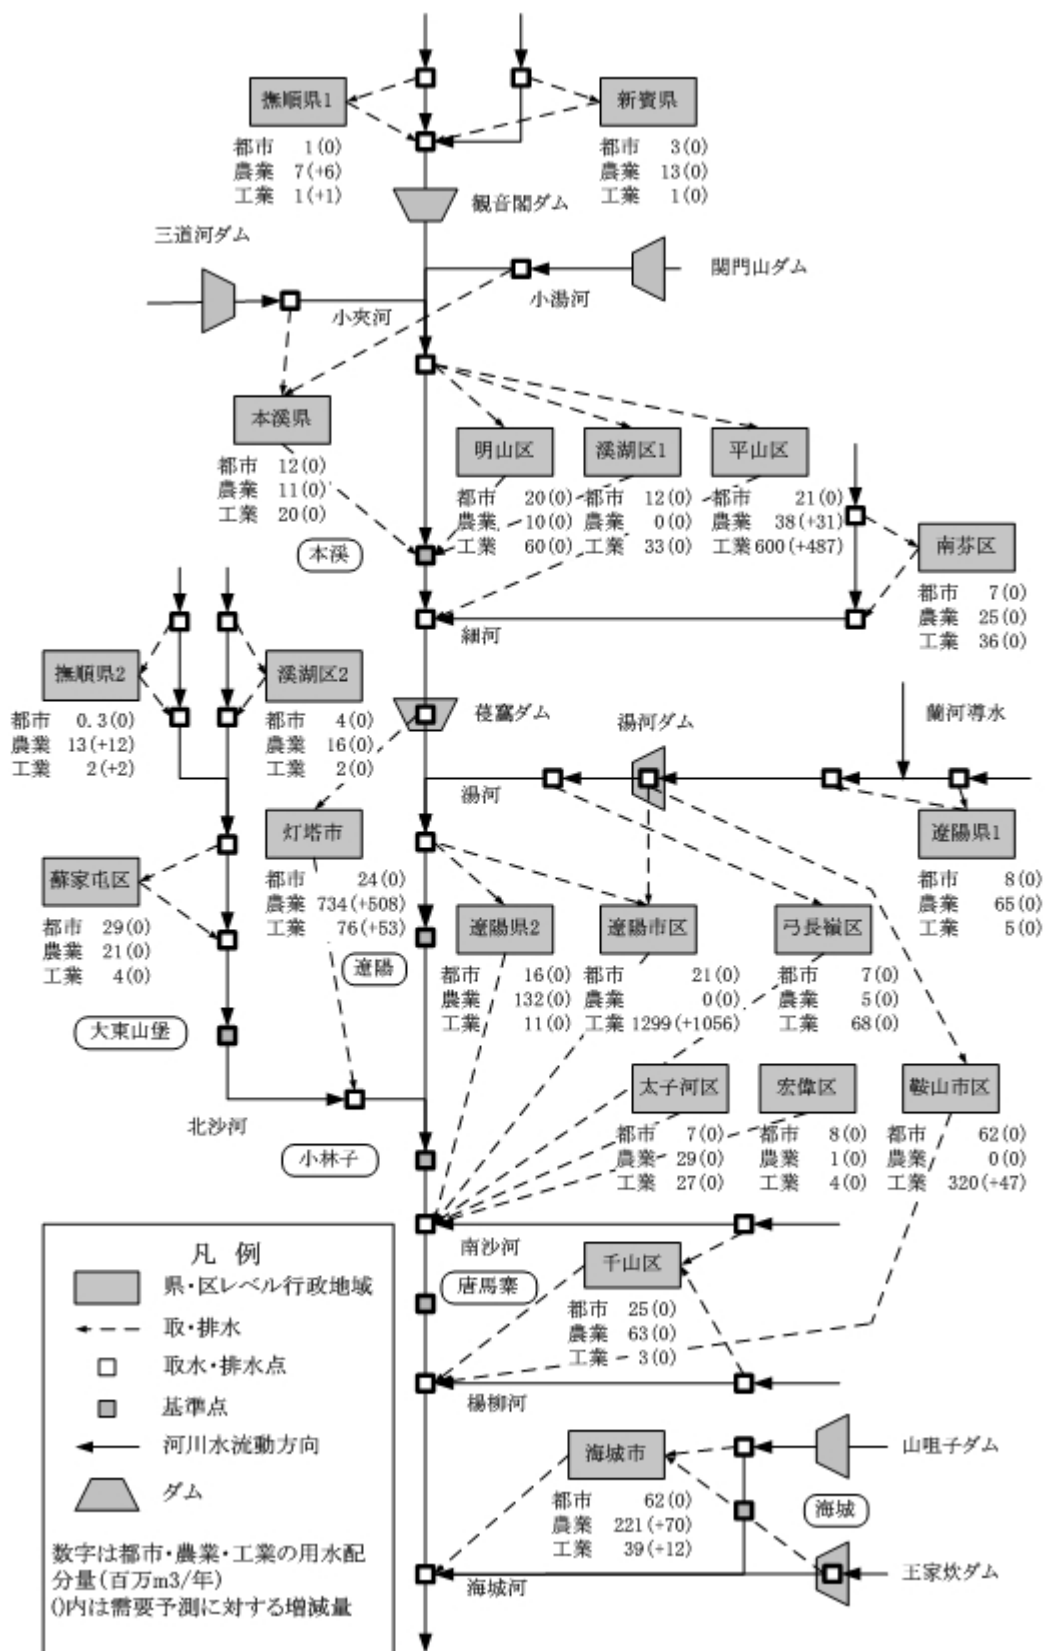 撫順県1
都市 1(0)
農業 7(+6)
工業 1(+1)
新賓県
都市 3(0)
農業 13(0)
工業 1(0)
観音閣ダム
三道河ダム
関門山ダム
小湯河
小夾河
本溪県
都市 12(0)
農業 11(0)
工業 20(0)
明山区
都市 20(0)
農業 10(0)
工業 60(0)
溪湖区1
都市 12(0)
農業 0(0)
工業 33(0)
平山区
都市 21(0)
農業 38(+31)
工業 600(+487)
南芬区
都市 7(0)
農業 25(0)
工業 36(0)
本溪
細河
撫順県2
都市 0.3(0)
農業 13(+12)
工業 2(+2)
溪湖区2
都市 4(0)
農業 16(0)
工業 2(0)
葠窩ダム
湯河ダム
蘭河導水
湯河
灯塔市
都市 24(0)
農業 734(+508)
工業 76(+53)
遼陽県1
都市 8(0)
農業 65(0)
工業 5(0)
蘇家屯区
都市 29(0)
農業 21(0)
工業 4(0)
遼陽
遼陽県2
都市 16(0)
農業 132(0)
工業 11(0)
遼陽市区
都市 21(0)
農業 0(0)
工業 1299(+1056)
弓長嶺区
都市 7(0)
農業 5(0)
工業 68(0)
大東山堡
北沙河
太子河区
都市 7(0)
農業 29(0)
工業 27(0)
宏偉区
都市 8(0)
農業 1(0)
工業 4(0)
鞍山市区
都市 62(0)
農業 0(0)
工業 320(+47)
小林子
南沙河
唐馬寨
千山区
都市 25(0)
農業 63(0)
工業 3(0)
楊柳河
海城市
都市 62(0)
農業 221(+70)
工業 39(+12)
山咀子ダム
海城
王家炊ダム
海城河
凡 例
県・区レベル行政地域
取・排水
取水・排水点
基準点
河川水流動方向
ダム
数字は都市・農業・工業の用水配
分量(百万m3/年)
()内は需要予測に対する増減量